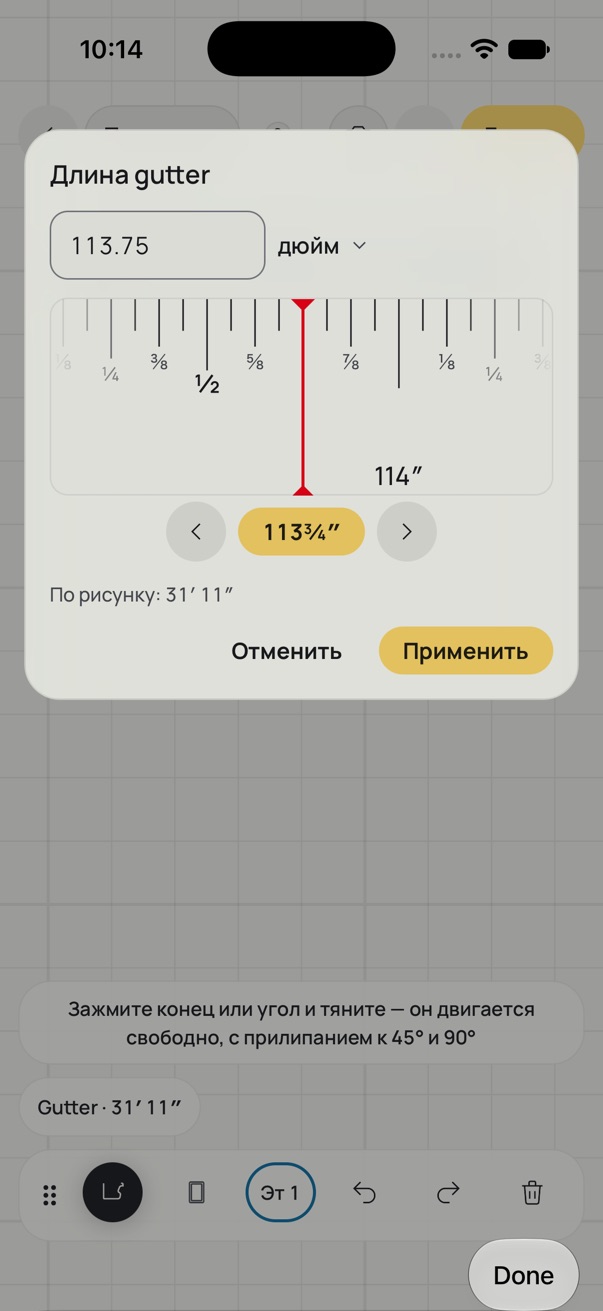 10:14
Длина gutter
113.75 дюйм
1/8 1/4 3/8 1/2 5/8 7/8 1/8 1/4 3/8
114″
113¾″
По рисунку: 31′ 11″
Отменить Применить
Зажмите конец или угол и тяните — он двигается
свободно, с прилипанием к 45° и 90°
Gutter · 31′ 11″
Эт 1
Done